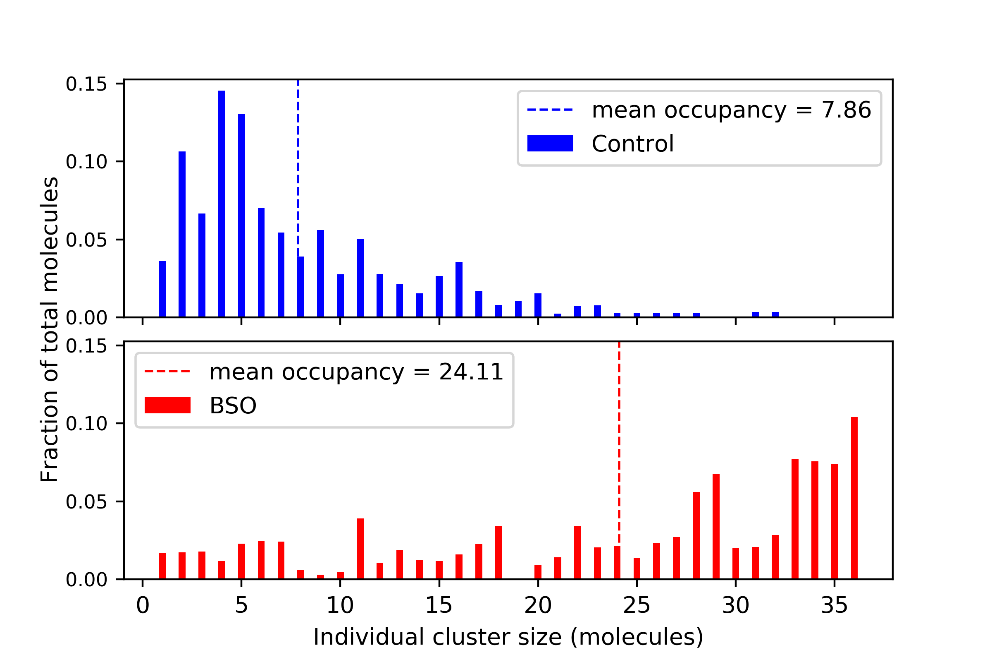 Fraction of total molecules
0.15
0.10
0.05
0.00
mean occupancy = 7.86
Control
0.15
0.10
0.05
0.00
mean occupancy = 24.11
BSO
0 5 10 15 20 25 30 35
Individual cluster size (molecules)